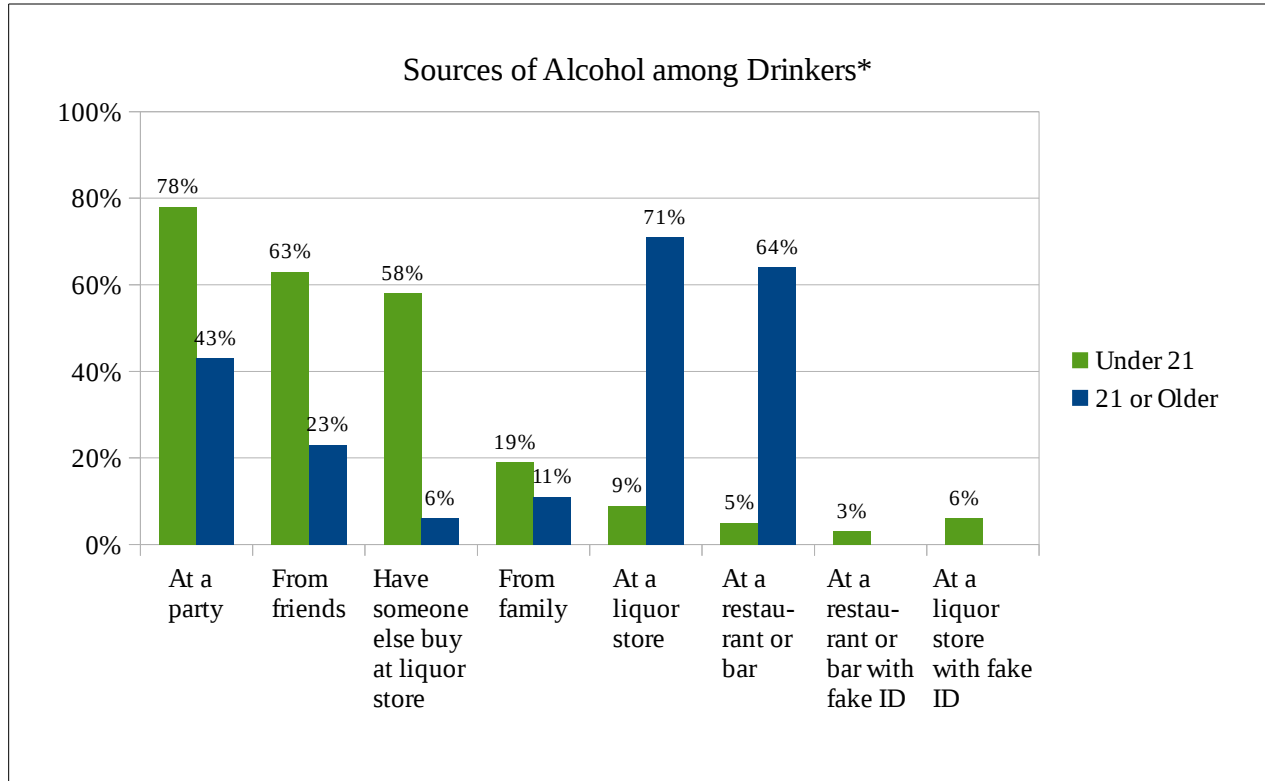 Sources of Alcohol among Drinkers*
100%
80%
60%
40%
20%
0%
78%
43%
63%
23%
58%
6%
19%
11%
9%
71%
5%
64%
3%
6%
Under 21
21 or Older
At a
party
From
friends
Have
someone
else buy
at liquor
store
From
family
At a
liquor
store
At a
restau-
rant or
bar
At a
restau-
rant or
bar with
fake ID
At a
liquor
store
with fake
ID